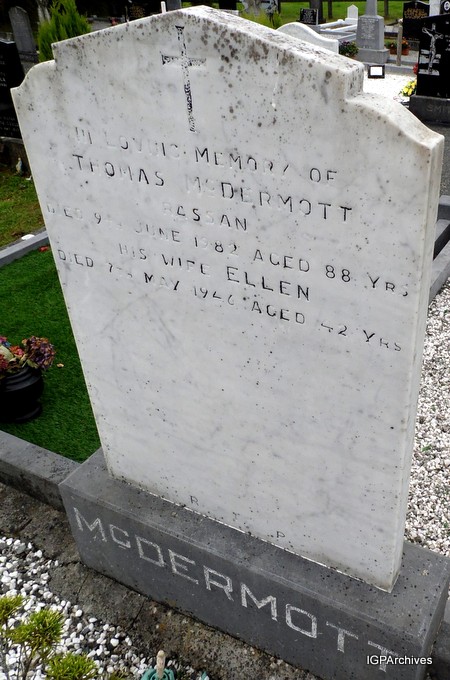 IN LOVING MEMORY OF
THOMAS MCDERMOTT
RASSAN
DIED 9TH JUNE 1982 AGED 88 YRS
HIS WIFE ELLEN
DIED 7TH MAY 1946 AGED 42 YRS
R I P
MCDERMOTT
IGPArchives